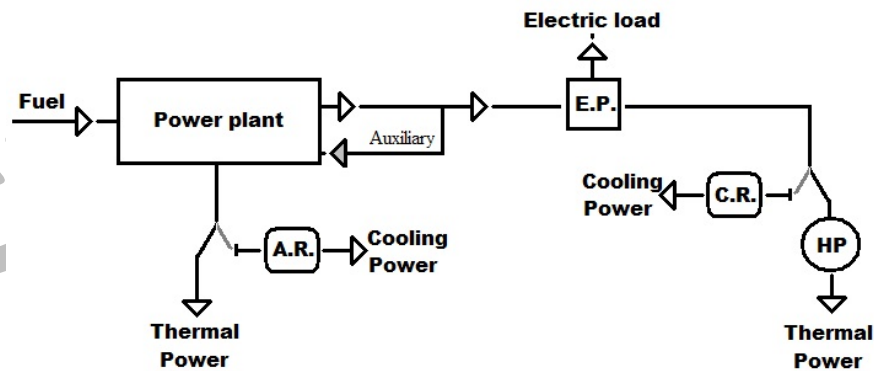 Electric load
Fuel
Power plant
E.P.
Auxiliary
Cooling
Power
C.R.
A.R.
Cooling
Power
HP
Thermal
Power
Thermal
Power